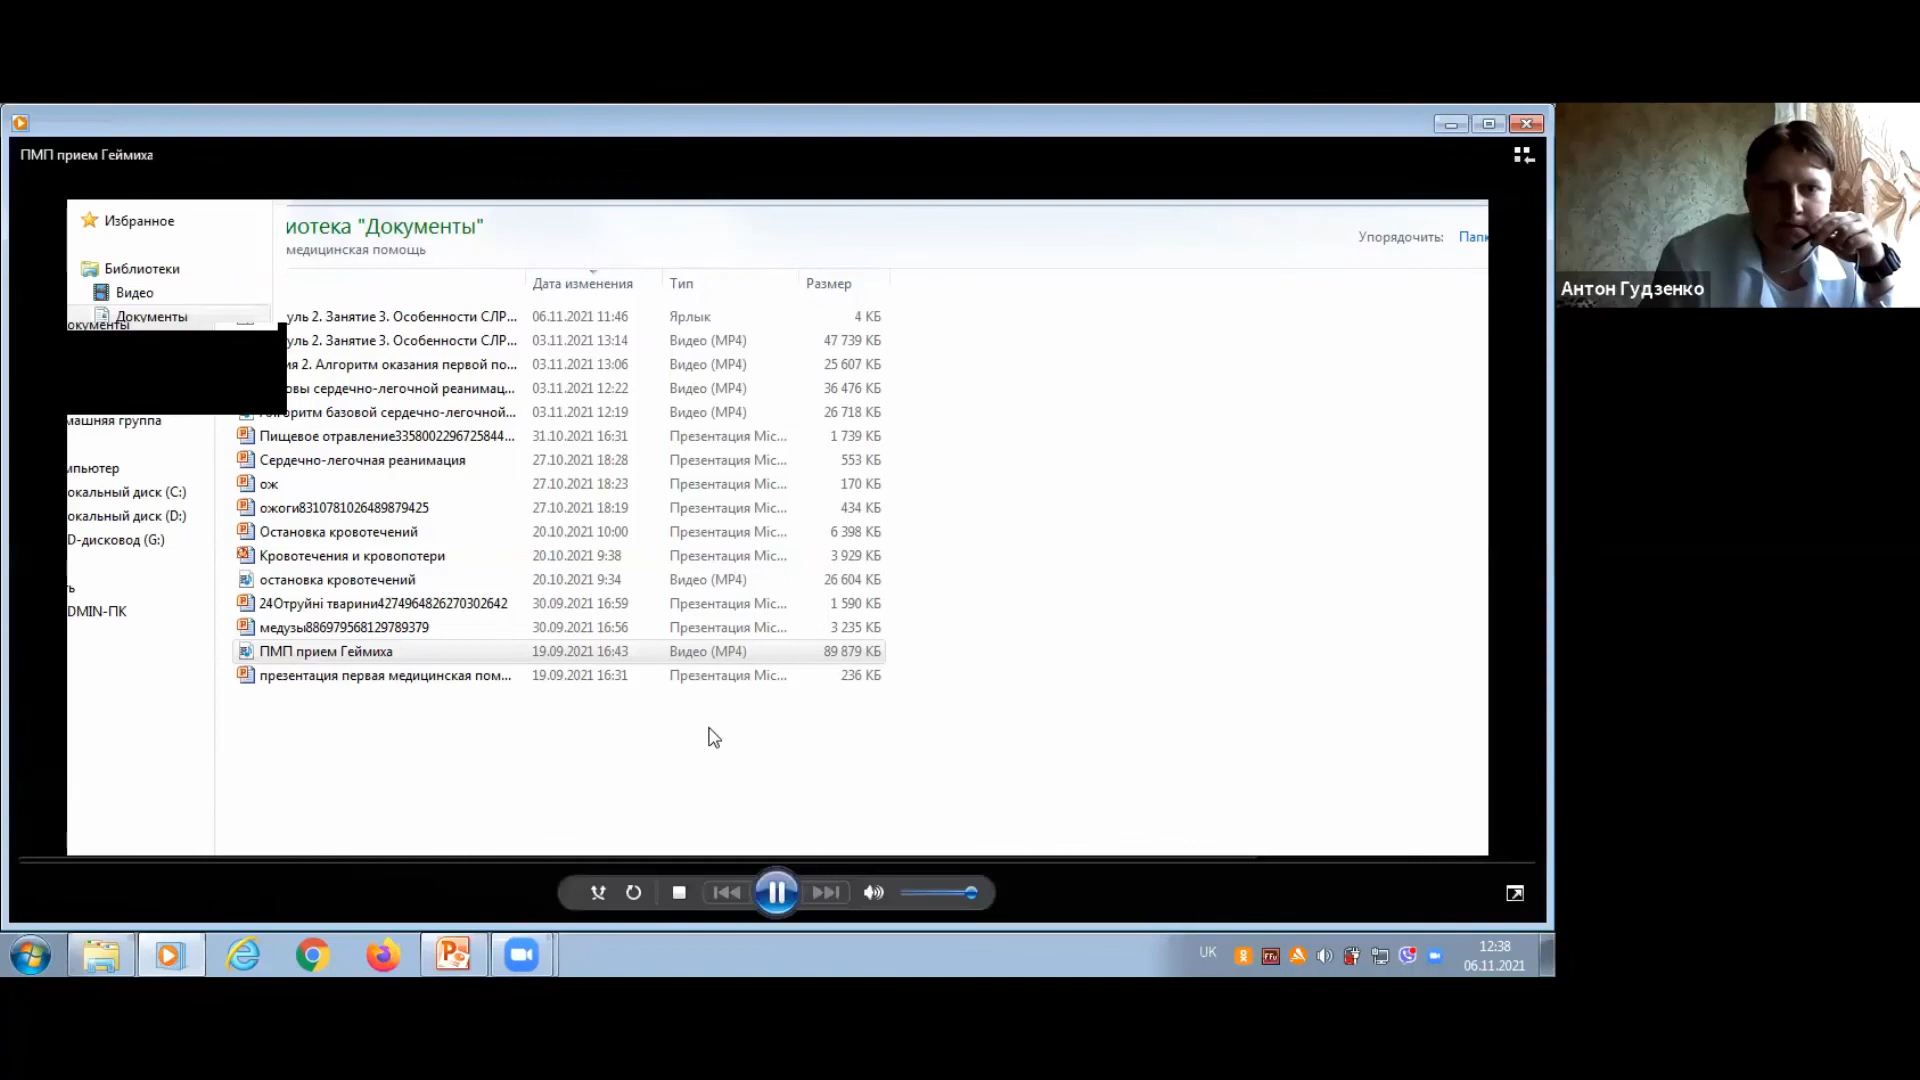 ПМП прием Геймиха
Избранное
Библиотеки
Видео
Документы
иотека "Документы"
медицинская помощь
Упорядочить: Папк
Дата изменения Тип Размер
уль 2. Занятие 3. Особенности СЛР... 06.11.2021 11:46 Ярлык 4 КБ
уль 2. Занятие 3. Особенности СЛР... 03.11.2021 13:14 Видео (MP4) 47 739 КБ
ия 2. Алгоритм оказания первой по... 03.11.2021 13:06 Видео (MP4) 25 607 КБ
овы сердечно-легочной реанимац... 03.11.2021 12:22 Видео (MP4) 36 476 КБ
Алгоритм базовой сердечно-легочной... 03.11.2021 12:19 Видео (MP4) 26 718 КБ
Пищевое отравление3358002296725844... 31.10.2021 16:31 Презентация Mic... 1 739 КБ
Сердечно-легочная реанимация 27.10.2021 18:28 Презентация Mic... 553 КБ
ож 27.10.2021 18:23 Презентация Mic... 170 КБ
ожоги8310781026489879425 27.10.2021 18:19 Презентация Mic... 434 КБ
Остановка кровотечений 20.10.2021 10:00 Презентация Mic... 6 398 КБ
Кровотечения и кровопотери 20.10.2021 9:38 Презентация Mic... 3 929 КБ
остановка кровотечений 20.10.2021 9:34 Видео (MP4) 26 604 КБ
24Отруйні тварини4274964826270302642 30.09.2021 16:59 Презентация Mic... 1 590 КБ
медузы886979568129789379 30.09.2021 16:56 Презентация Mic... 3 235 КБ
ПМП прием Геймиха 19.09.2021 16:43 Видео (MP4) 89 879 КБ
презентация первая медицинская пом... 19.09.2021 16:31 Презентация Mic... 236 КБ
окументы
машняя группа
мпьютер
окальный диск (C:)
окальный диск (D:)
D-дисковод (G:)
ть
DMIN-ПК
UK
12:38
06.11.2021
Антон Гудзенко